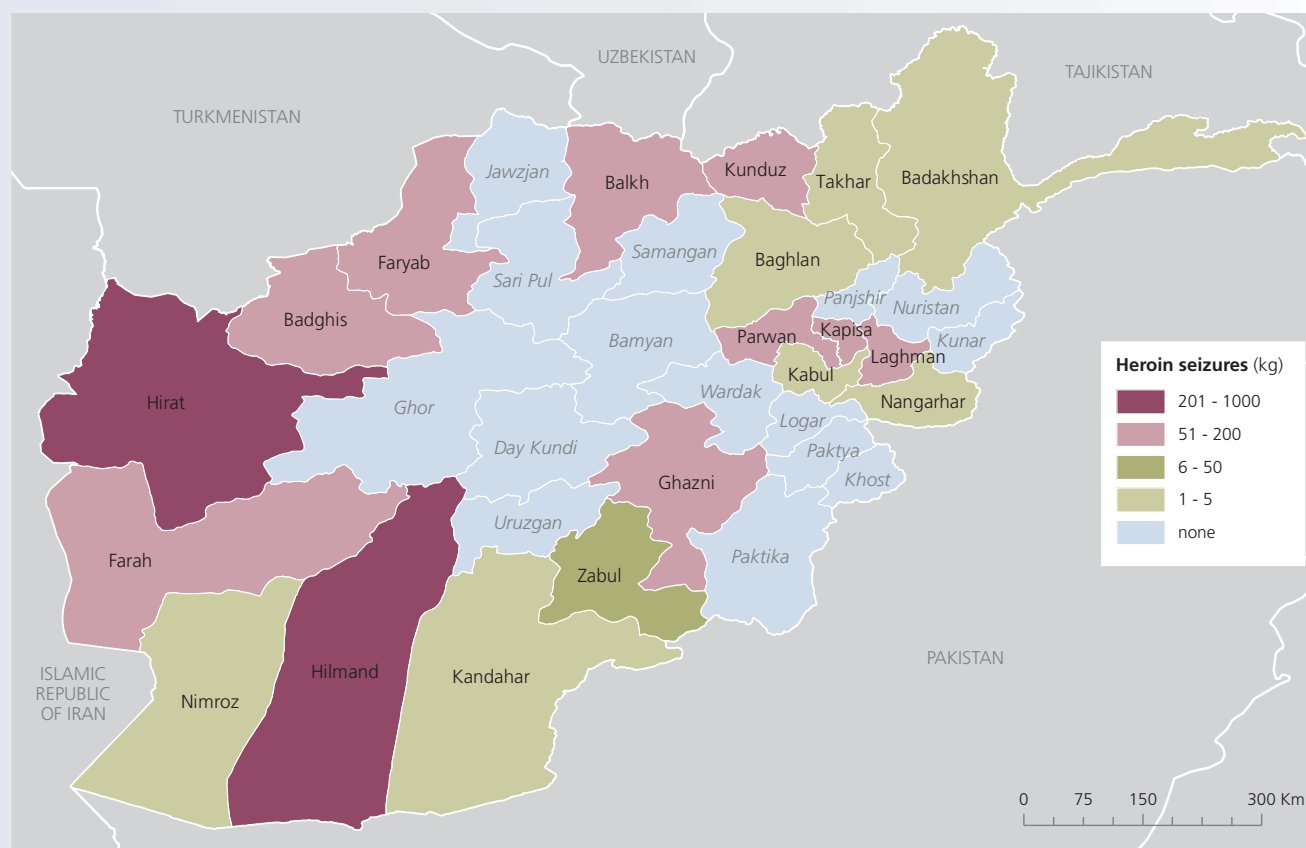 UZBEKISTAN
TAJIKISTAN
TURKMENISTAN
Jawzjan
Balkh
Kunduz
Takhar
Badakhshan
Faryab
Sari Pul
Samangan
Baghlan
Panjshir
Nuristan
Badghis
Bamyan
Parwan
Kapisa
Laghman
Kunar
Kabul
Nangarhar
Hirat
Ghor
Wardak
Logar
Day Kundi
Paktya
Khost
Ghazni
Uruzgan
Paktika
Farah
Zabul
Nimroz
Hilmand
Kandahar
ISLAMIC
REPUBLIC
OF IRAN
PAKISTAN
Heroin seizures (kg)
201 - 1000
51 - 200
6 - 50
1 - 5
none
0 75 150 300 Km